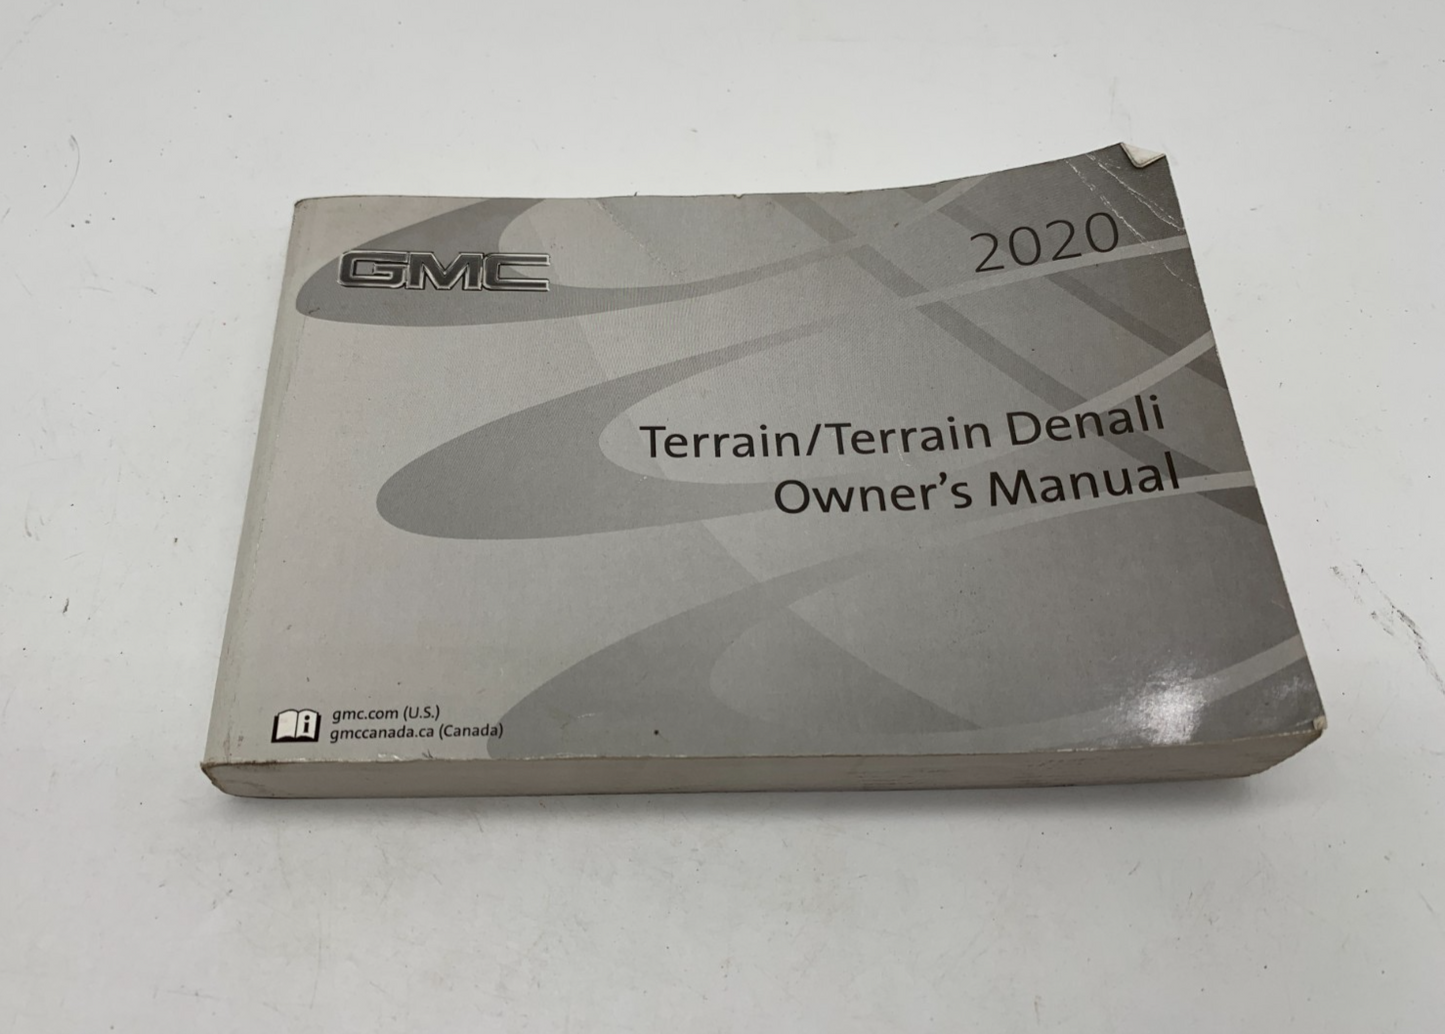 GMC
2020
Terrain/Terrain Denali
Owner's Manual
gmc.com (U.S.)
gmccanada.ca (Canada)